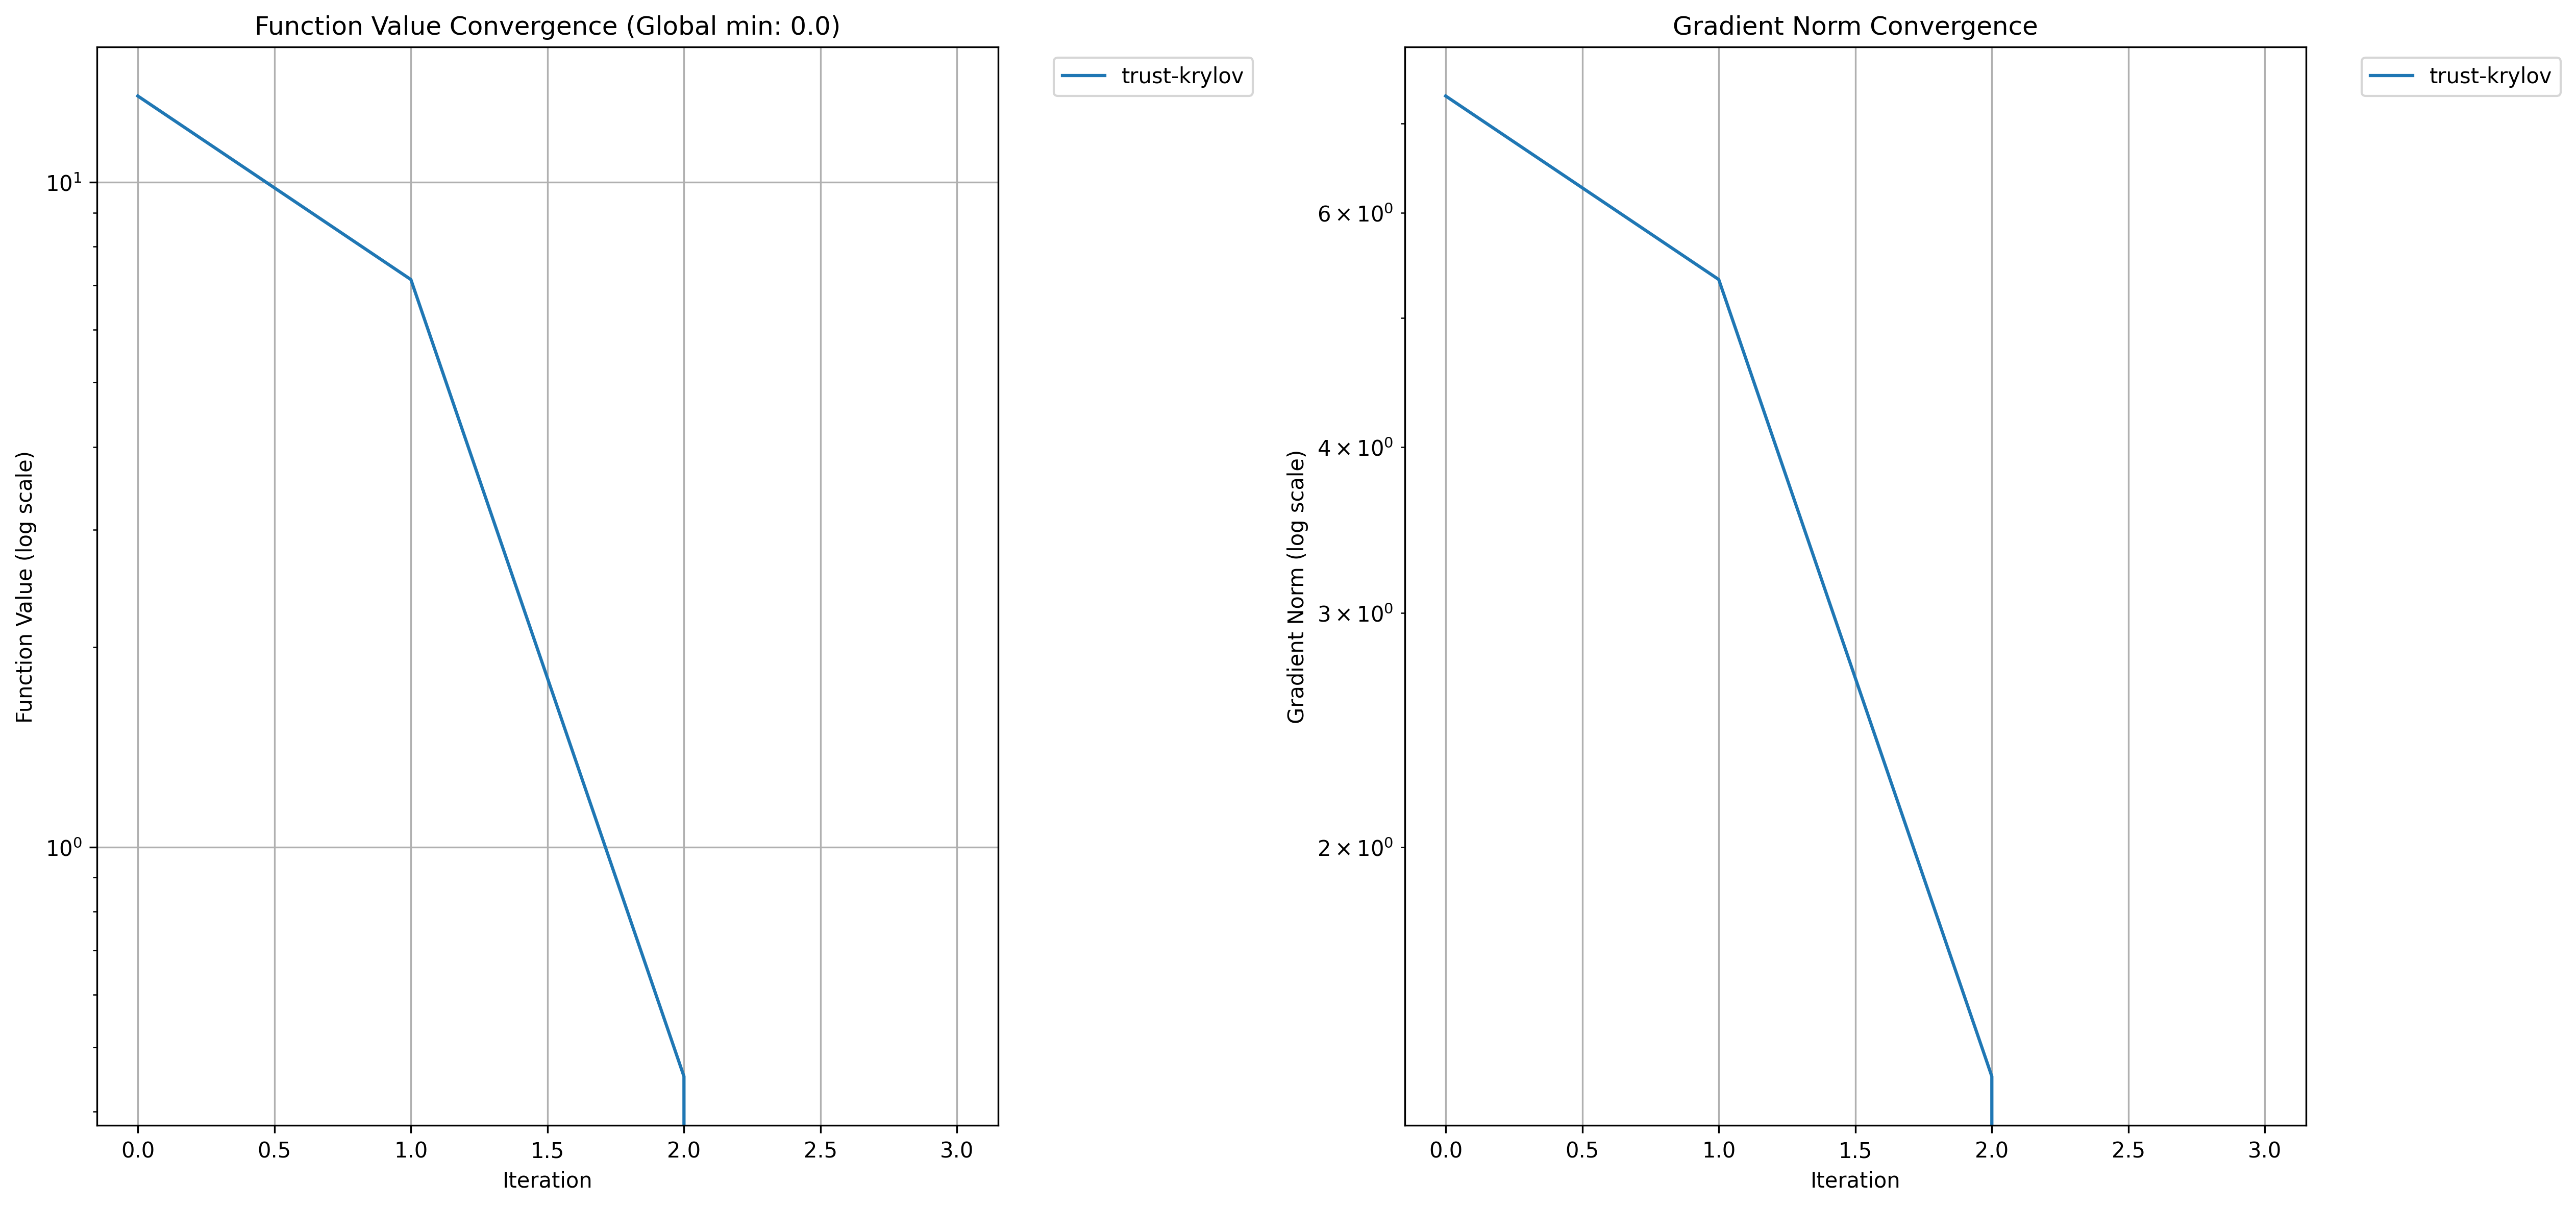 Function Value Convergence (Global min: 0.0)
trust-krylov
Function Value (log scale)
10¹
10⁰
0.0 0.5 1.0 1.5 2.0 2.5 3.0
Iteration
Gradient Norm Convergence
trust-krylov
Gradient Norm (log scale)
6 × 10⁰
4 × 10⁰
3 × 10⁰
2 × 10⁰
0.0 0.5 1.0 1.5 2.0 2.5 3.0
Iteration